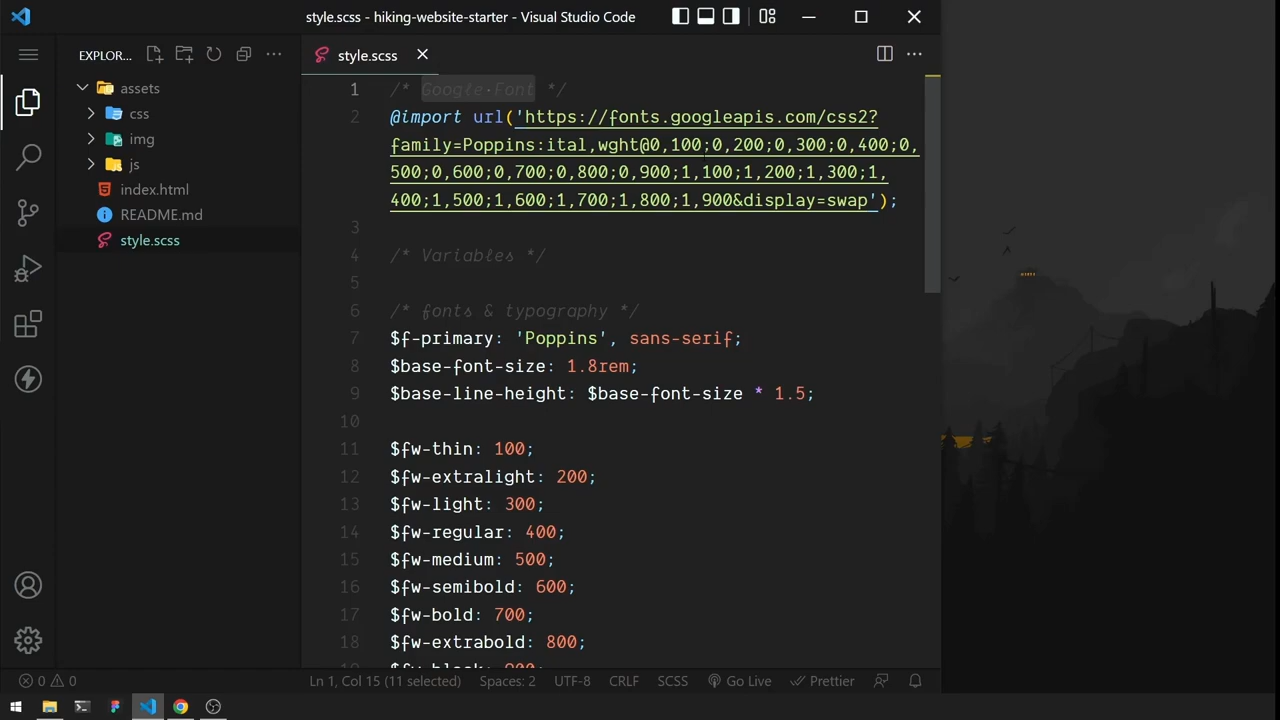 style.scss - hiking-website-starter - Visual Studio Code
EXPLOR...
style.scss
assets
css
img
js
index.html
README.md
style.scss
1 /* Google·Font */
2 @import url('https://fonts.googleapis.com/css2?
family=Poppins:ital,wght@0,100;0,200;0,300;0,400;0,
500;0,600;0,700;0,800;0,900;1,100;1,200;1,300;1,
400;1,500;1,600;1,700;1,800;1,900&display=swap');
3
4 /* Variables */
5
6 /* fonts & typography */
7 $f-primary: 'Poppins', sans-serif;
8 $base-font-size: 1.8rem;
9 $base-line-height: $base-font-size * 1.5;
10
11 $fw-thin: 100;
12 $fw-extralight: 200;
13 $fw-light: 300;
14 $fw-regular: 400;
15 $fw-medium: 500;
16 $fw-semibold: 600;
17 $fw-bold: 700;
18 $fw-extrabold: 800;
0 0
Ln 1, Col 15 (11 selected)
Spaces: 2
UTF-8
CRLF
SCSS
Go Live
Prettier